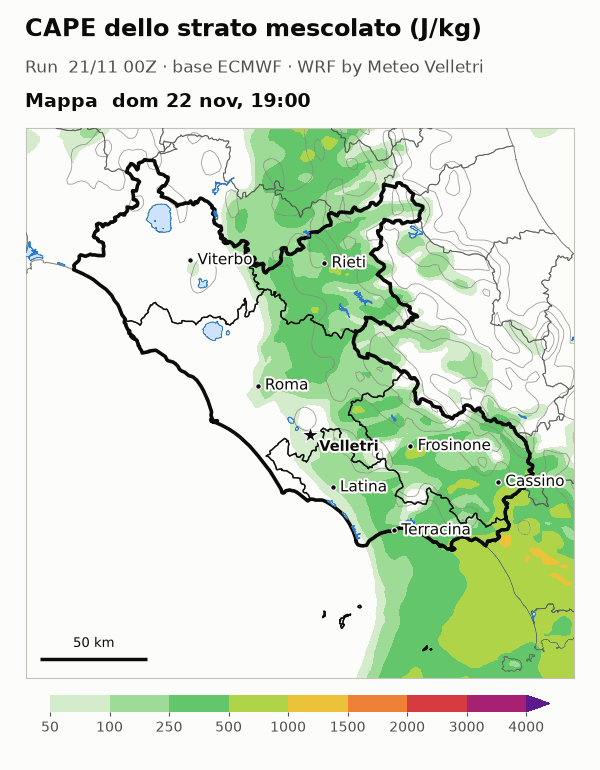 CAPE dello strato mescolato (J/kg)
Run 21/11 00Z · base ECMWF · WRF by Meteo Velletri
Mappa dom 22 nov, 19:00
Viterbo
Rieti
Roma
Velletri
Frosinone
Latina
Cassino
Terracina
50 km
50 100 250 500 1000 1500 2000 3000 4000